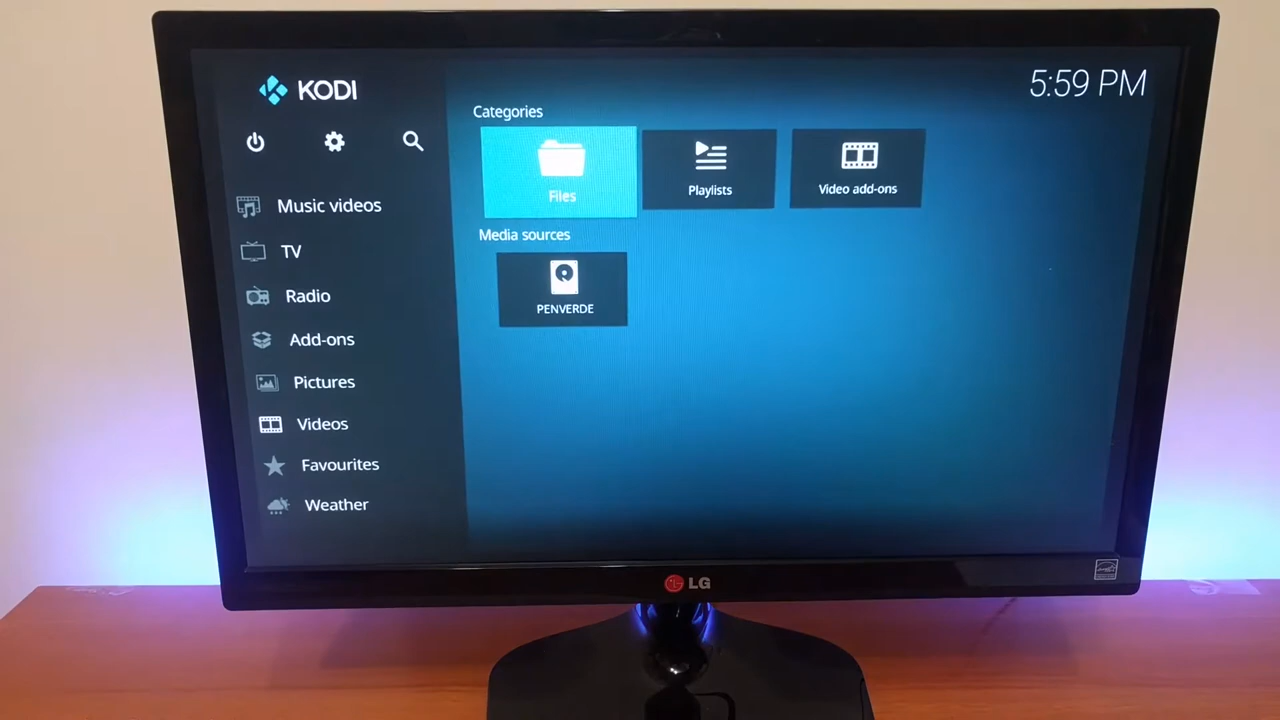 KODI
5:59 PM
Categories
Files
Playlists
Video add-ons
Media sources
PENVERDE
Music videos
TV
Radio
Add-ons
Pictures
Videos
Favourites
Weather
LG